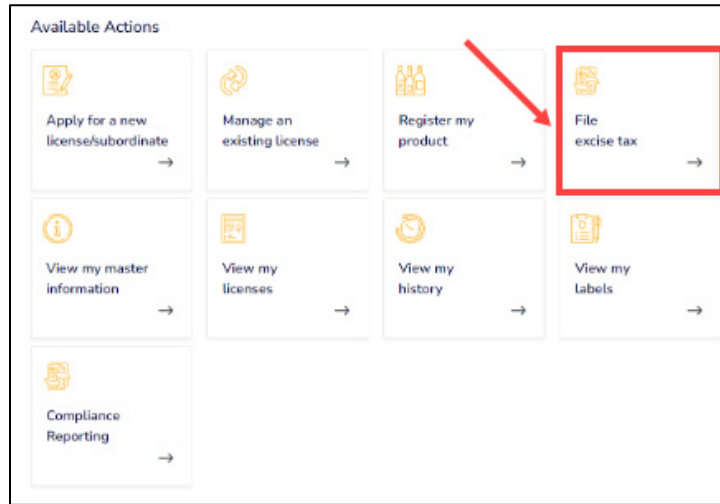 Available Actions
Apply for a new
license/subordinate
Manage an
existing license
Register my
product
File
excise tax
View my master
information
View my
licenses
View my
history
View my
labels
Compliance
Reporting